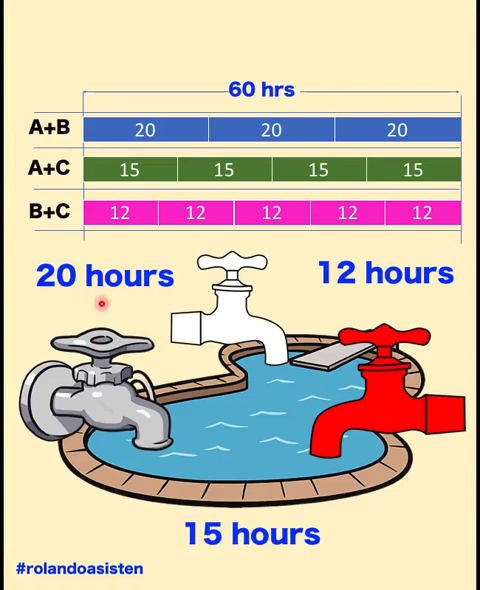 60 hrs
A+B 20 20 20
A+C 15 15 15 15
B+C 12 12 12 12 12
20 hours
12 hours
15 hours
#rolandoasisten